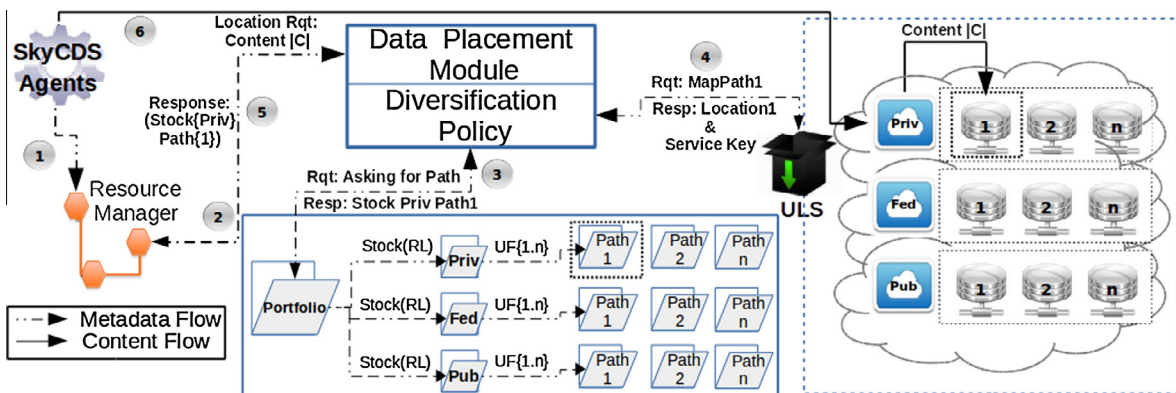 6
SkyCDS
Agents
Location Rqt:
Content |C|
Data Placement
Module
Diversification
Policy
4
Rqt: MapPath1
Resp: Location1
&
Service Key
ULS
Content |C|
Priv
1
2
n
Fed
1
2
n
Pub
1
2
n
Response:
(Stock{Priv}
Path{1})
5
1
Resource
Manager
2
Rqt: Asking for Path
3
Resp: Stock Priv Path1
Portfolio
Stock(RL)
Priv
UF{1.n}
Path
1
Path
2
Path
n
Stock(RL)
Fed
UF{1.n}
Path
1
Path
2
Path
n
Stock(RL)
Pub
UF{1.n}
Path
1
Path
2
Path
n
Metadata Flow
Content Flow